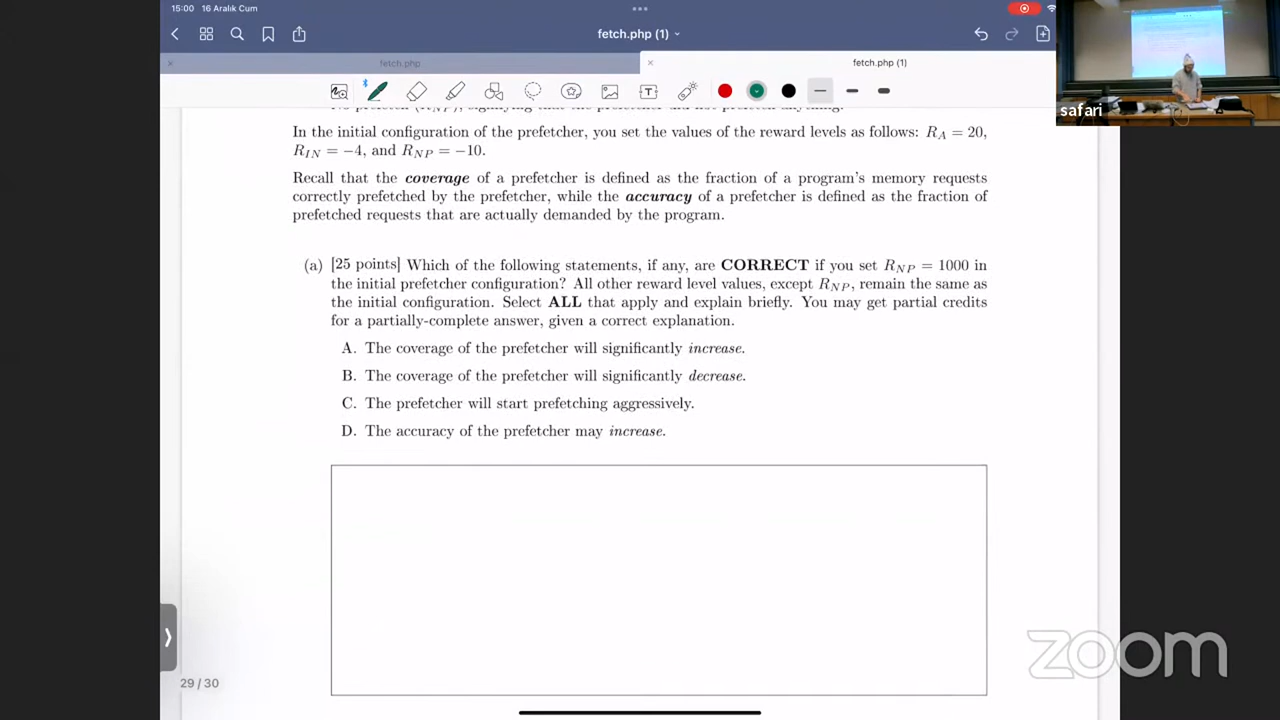 15:00 16 Aralık Cum
fetch.php (1)
fetch.php
fetch.php (1)
safari
In the initial configuration of the prefetcher, you set the values of the reward levels as follows: R_A = 20,
R_IN = −4, and R_NP = −10.
Recall that the coverage of a prefetcher is defined as the fraction of a program's memory requests
correctly prefetched by the prefetcher, while the accuracy of a prefetcher is defined as the fraction of
prefetched requests that are actually demanded by the program.
(a) [25 points] Which of the following statements, if any, are CORRECT if you set R_NP = 1000 in
the initial prefetcher configuration? All other reward level values, except R_NP, remain the same as
the initial configuration. Select ALL that apply and explain briefly. You may get partial credits
for a partially-complete answer, given a correct explanation.
A. The coverage of the prefetcher will significantly increase.
B. The coverage of the prefetcher will significantly decrease.
C. The prefetcher will start prefetching aggressively.
D. The accuracy of the prefetcher may increase.
29 / 30
zoom